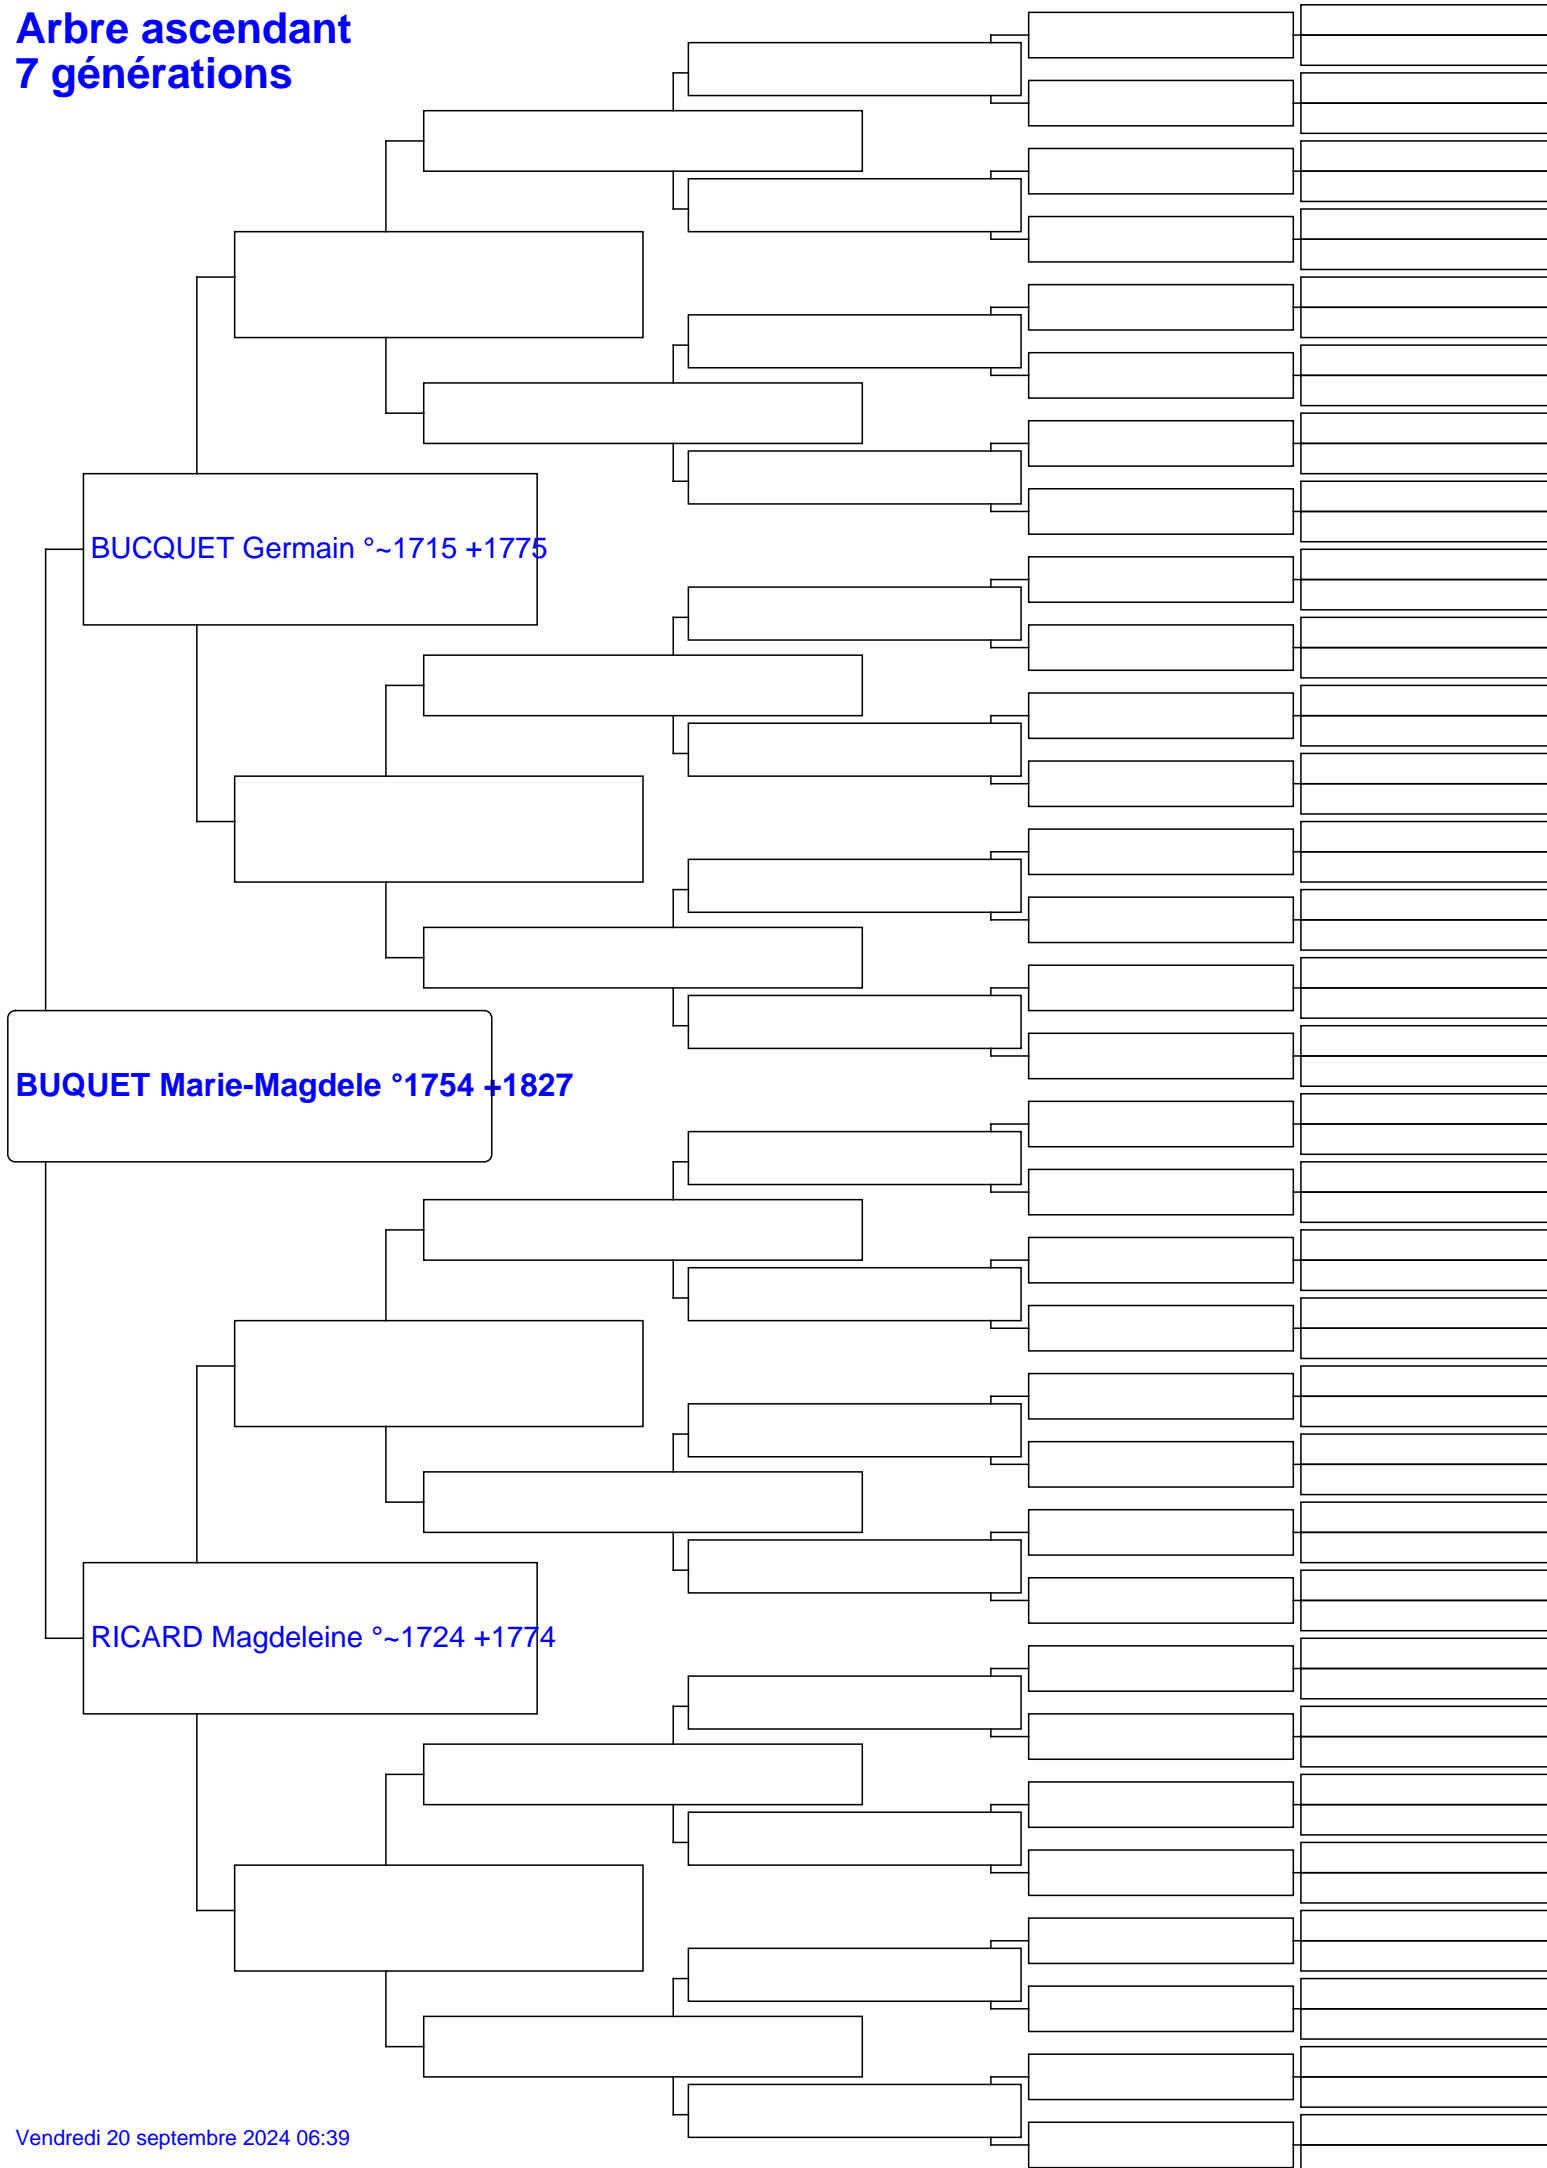 Arbre ascendant
7 générations
BUCQUET Germain °~1715 +1775
BUQUET Marie-Magdele °1754 +1827
RICARD Magdeleine °~1724 +1774
Vendredi 20 septembre 2024 06:39